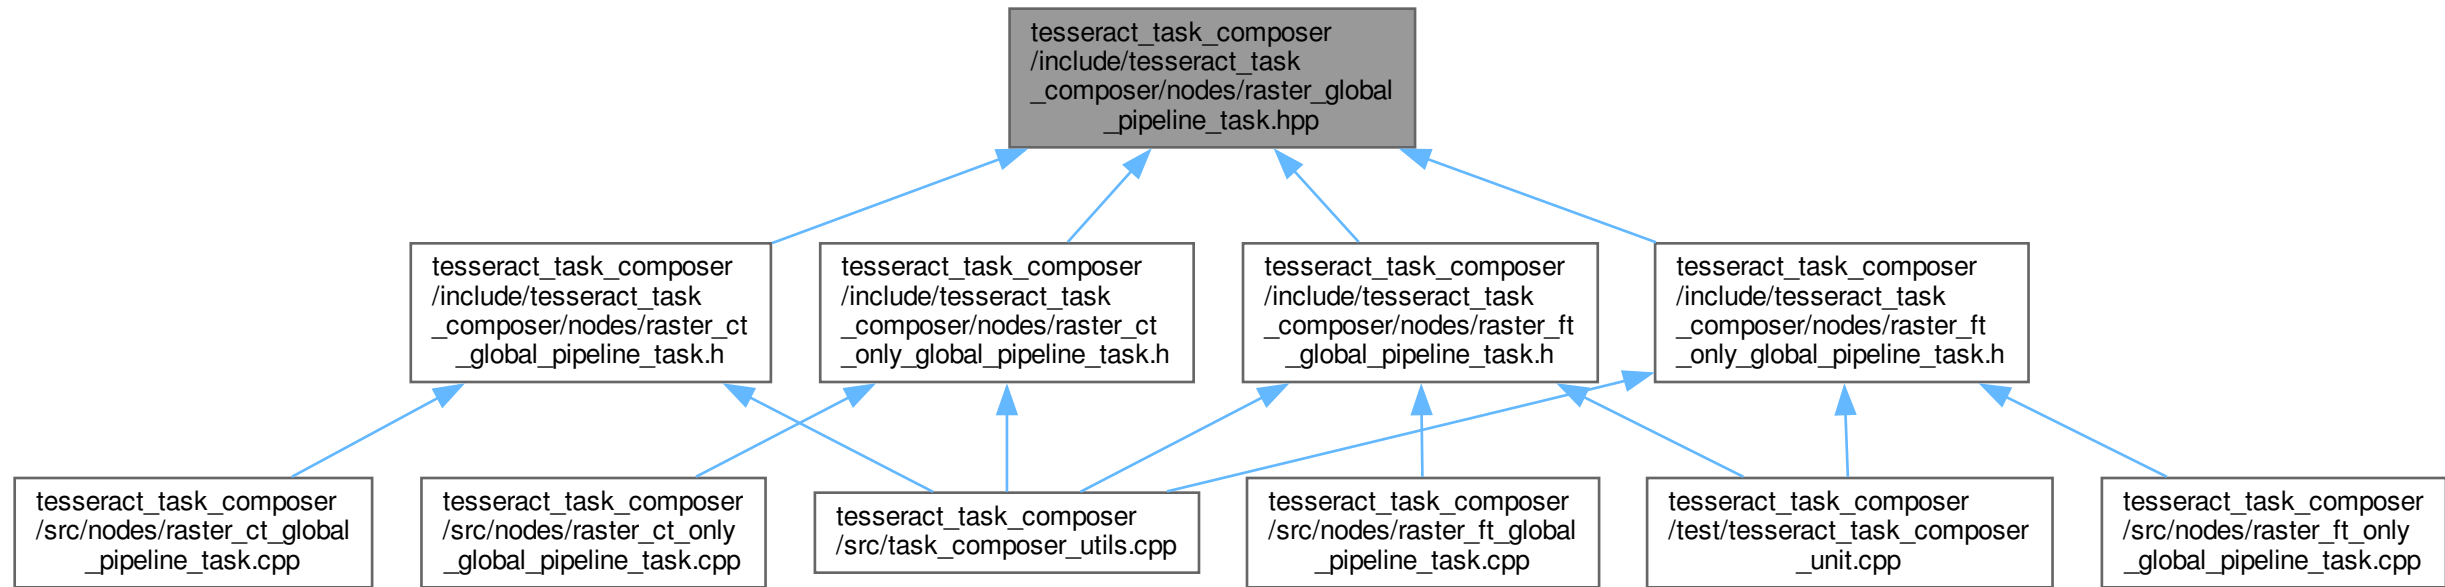 tesseract_task_composer
/include/tesseract_task
_composer/nodes/raster_global
_pipeline_task.hpp
tesseract_task_composer
/include/tesseract_task
_composer/nodes/raster_ct
_global_pipeline_task.h
tesseract_task_composer
/include/tesseract_task
_composer/nodes/raster_ct
_only_global_pipeline_task.h
tesseract_task_composer
/include/tesseract_task
_composer/nodes/raster_ft
_global_pipeline_task.h
tesseract_task_composer
/include/tesseract_task
_composer/nodes/raster_ft
_only_global_pipeline_task.h
tesseract_task_composer
/src/nodes/raster_ct_global
_pipeline_task.cpp
tesseract_task_composer
/src/nodes/raster_ct_only
_global_pipeline_task.cpp
tesseract_task_composer
/src/task_composer_utils.cpp
tesseract_task_composer
/src/nodes/raster_ft_global
_pipeline_task.cpp
tesseract_task_composer
/test/tesseract_task_composer
_unit.cpp
tesseract_task_composer
/src/nodes/raster_ft_only
_global_pipeline_task.cpp